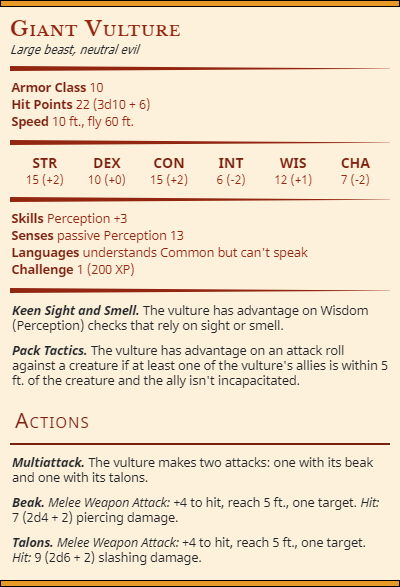 Giant Vulture
Large beast, neutral evil
Armor Class 10
Hit Points 22 (3d10 + 6)
Speed 10 ft., fly 60 ft.
STR DEX CON INT WIS CHA
15 (+2) 10 (+0) 15 (+2) 6 (-2) 12 (+1) 7 (-2)
Skills Perception +3
Senses passive Perception 13
Languages understands Common but can't speak
Challenge 1 (200 XP)
Keen Sight and Smell. The vulture has advantage on Wisdom
(Perception) checks that rely on sight or smell.
Pack Tactics. The vulture has advantage on an attack roll
against a creature if at least one of the vulture's allies is within 5
ft. of the creature and the ally isn't incapacitated.
Actions
Multiattack. The vulture makes two attacks: one with its beak
and one with its talons.
Beak. Melee Weapon Attack: +4 to hit, reach 5 ft., one target. Hit:
7 (2d4 + 2) piercing damage.
Talons. Melee Weapon Attack: +4 to hit, reach 5 ft., one target.
Hit: 9 (2d6 + 2) slashing damage.